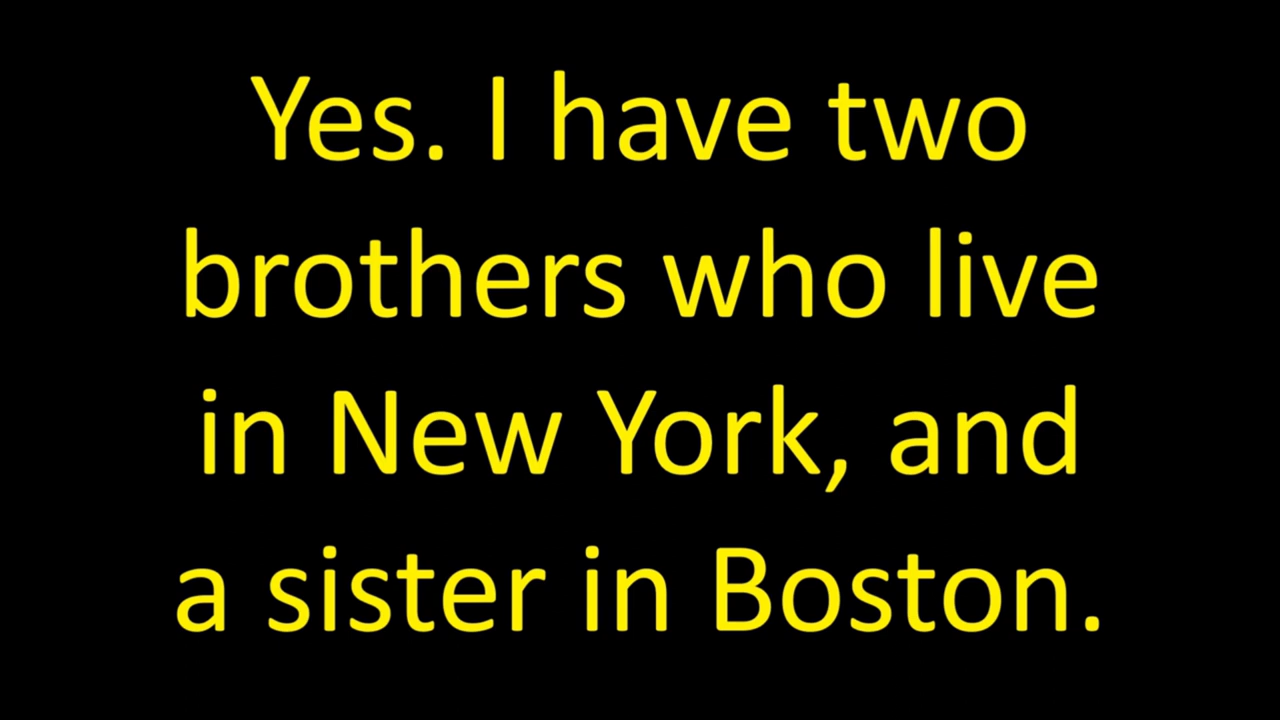 Yes. I have two
brothers who live
in New York, and
a sister in Boston.